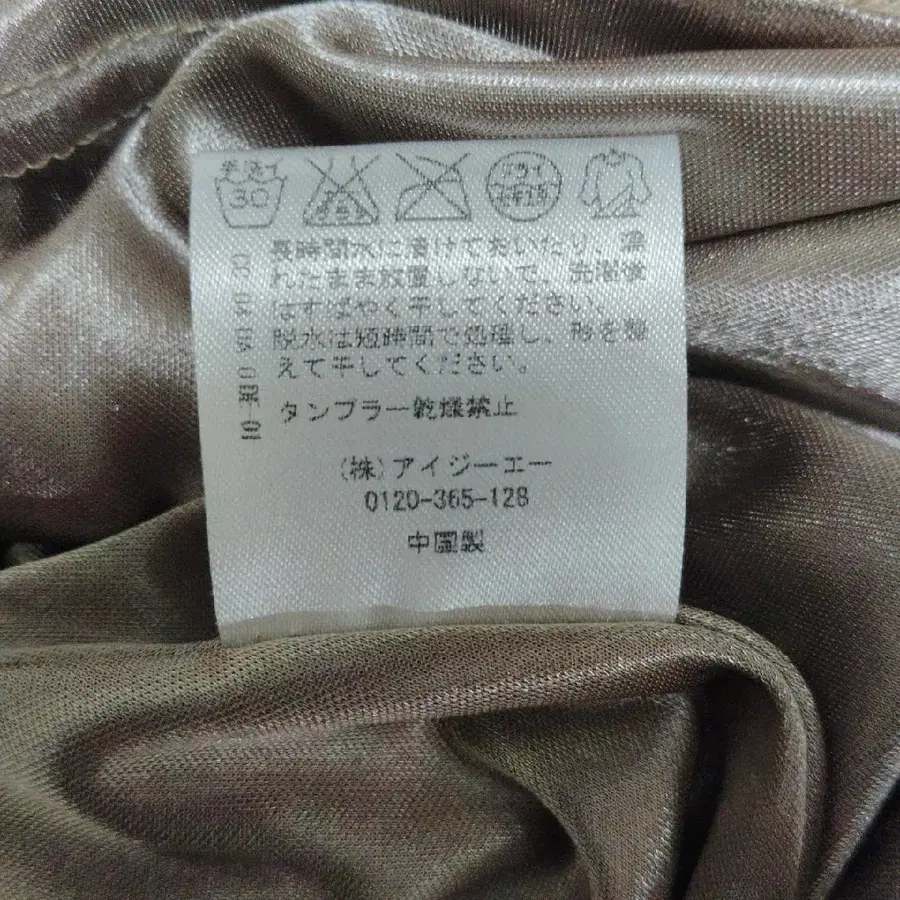 手洗イ
30
ドライ
長時間水に漬けておいたり、濡
れたまま放置しないで、洗濯後
はすばやく干してください。
脱水は短時間で処理し、形を整
えて干してください。
タンブラー乾燥禁止
(株)アイジーエー
0120-365-128
中国製